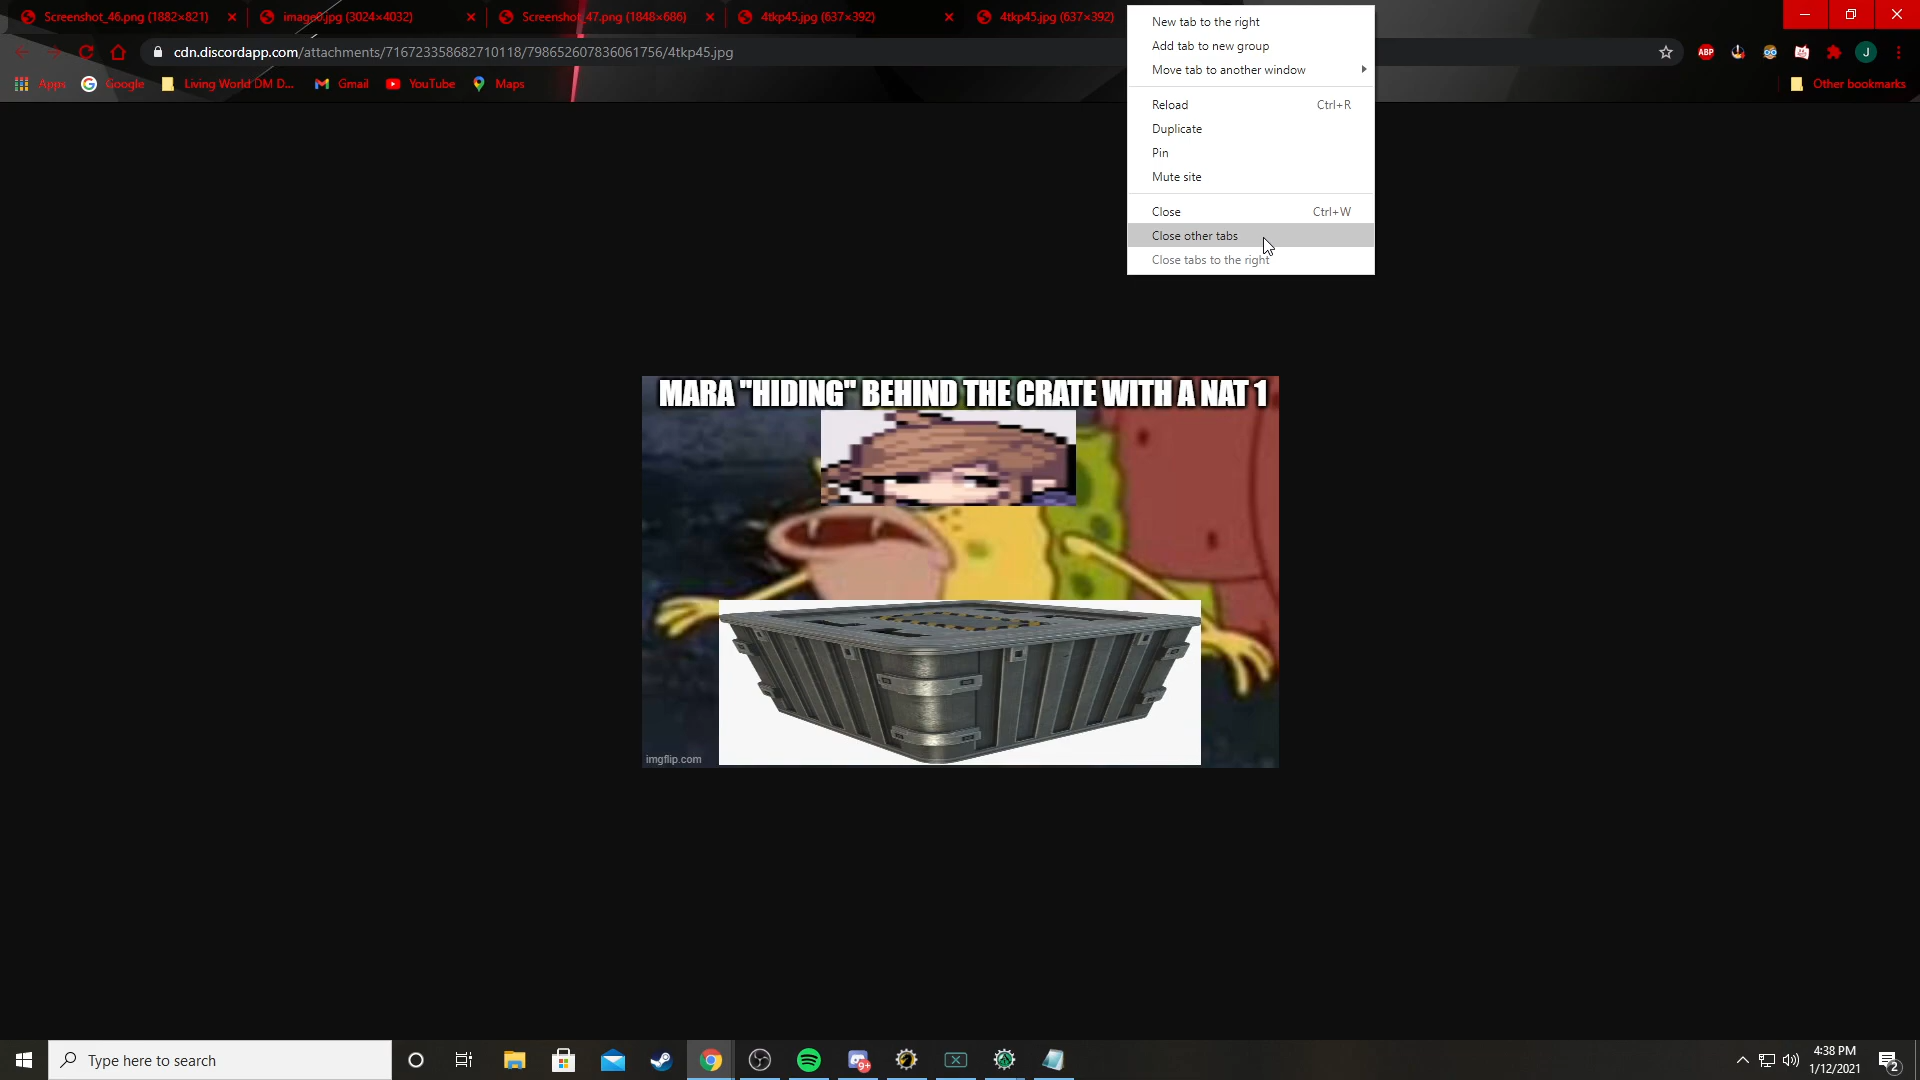 Screenshot_46.png (1882×821)
image0.jpg (3024×4032)
Screenshot_47.png (1848×686)
4tkp45.jpg (637×392)
4tkp45.jpg (637×392)
cdn.discordapp.com/attachments/716723358682710118/798652607836061756/4tkp45.jpg
ABP
J
Apps
Google
Living World DM D...
Gmail
YouTube
Maps
Other bookmarks
New tab to the right
Add tab to new group
Move tab to another window
Reload Ctrl+R
Duplicate
Pin
Mute site
Close Ctrl+W
Close other tabs
Close tabs to the right
MARA "HIDING" BEHIND THE CRATE WITH A NAT 1
imgflip.com
Type here to search
9+
4:38 PM
1/12/2021
2